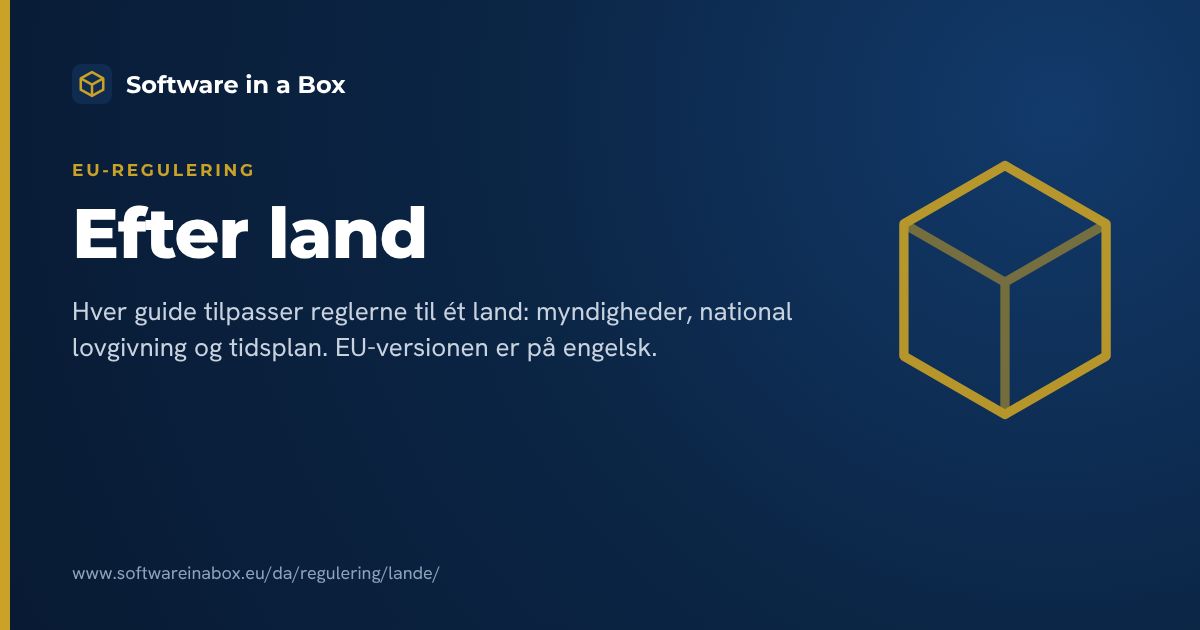 Software in a Box
EU-REGULERING
Efter land
Hver guide tilpasser reglerne til ét land: myndigheder, national
lovgivning og tidsplan. EU-versionen er på engelsk.
www.softwareinabox.eu/da/regulering/lande/